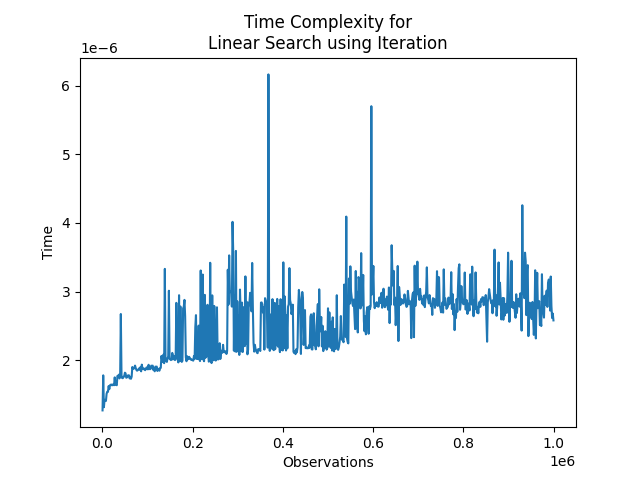 Time Complexity for
Linear Search using Iteration
1e−6
6
5
4
3
2
Time
0.0 0.2 0.4 0.6 0.8 1.0
1e6
Observations